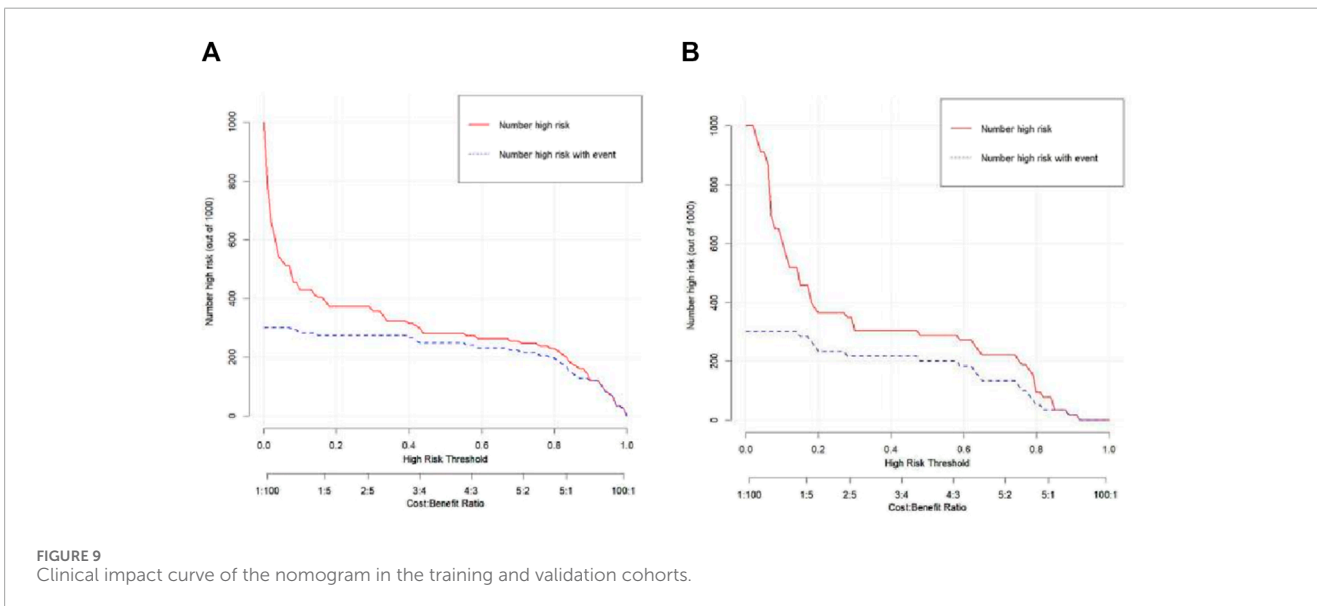 A
Number high risk
Number high risk with event
Number high risk (out of 1000)
1000
800
600
400
200
0
0.0 0.2 0.4 0.6 0.8 1.0
High Risk Threshold
1:100 1:5 2:5 3:4 4:3 5:2 5:1 100:1
Cost:Benefit Ratio
B
Number high risk
Number high risk with event
Number high risk (out of 1000)
1000
800
600
400
200
0
0.0 0.2 0.4 0.6 0.8 1.0
High Risk Threshold
1:100 1:5 2:5 3:4 4:3 5:2 5:1 100:1
Cost:Benefit Ratio
FIGURE 9
Clinical impact curve of the nomogram in the training and validation cohorts.